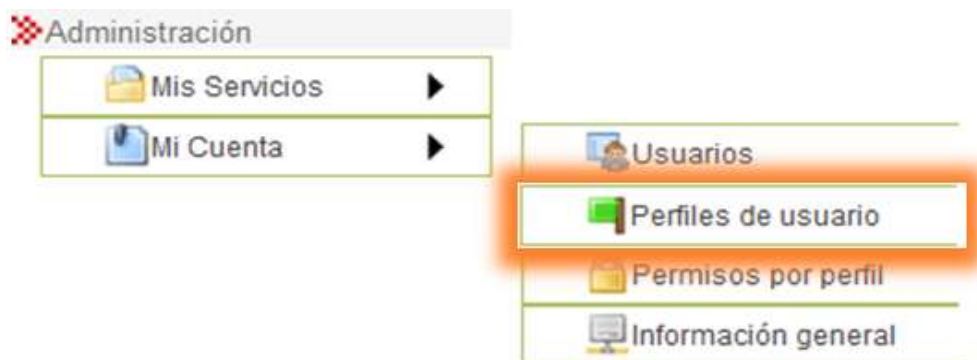 Administración
Mis Servicios
Mi Cuenta
Usuarios
Perfiles de usuario
Permisos por perfil
Información general